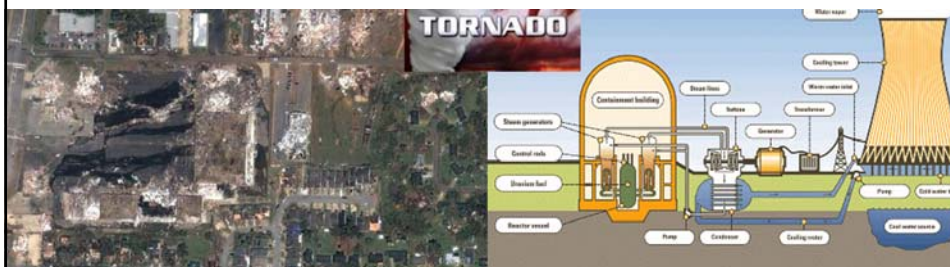 TORNADO
Water vapor
Cooling tower
Steam lines
Warm water inlet
Containment building
Turbine
Transformer
Steam generators
Generator
Control rods
Uranium fuel
Pump
Cold water
Reactor vessel
Pump
Condenser
Cooling water
Cool water source